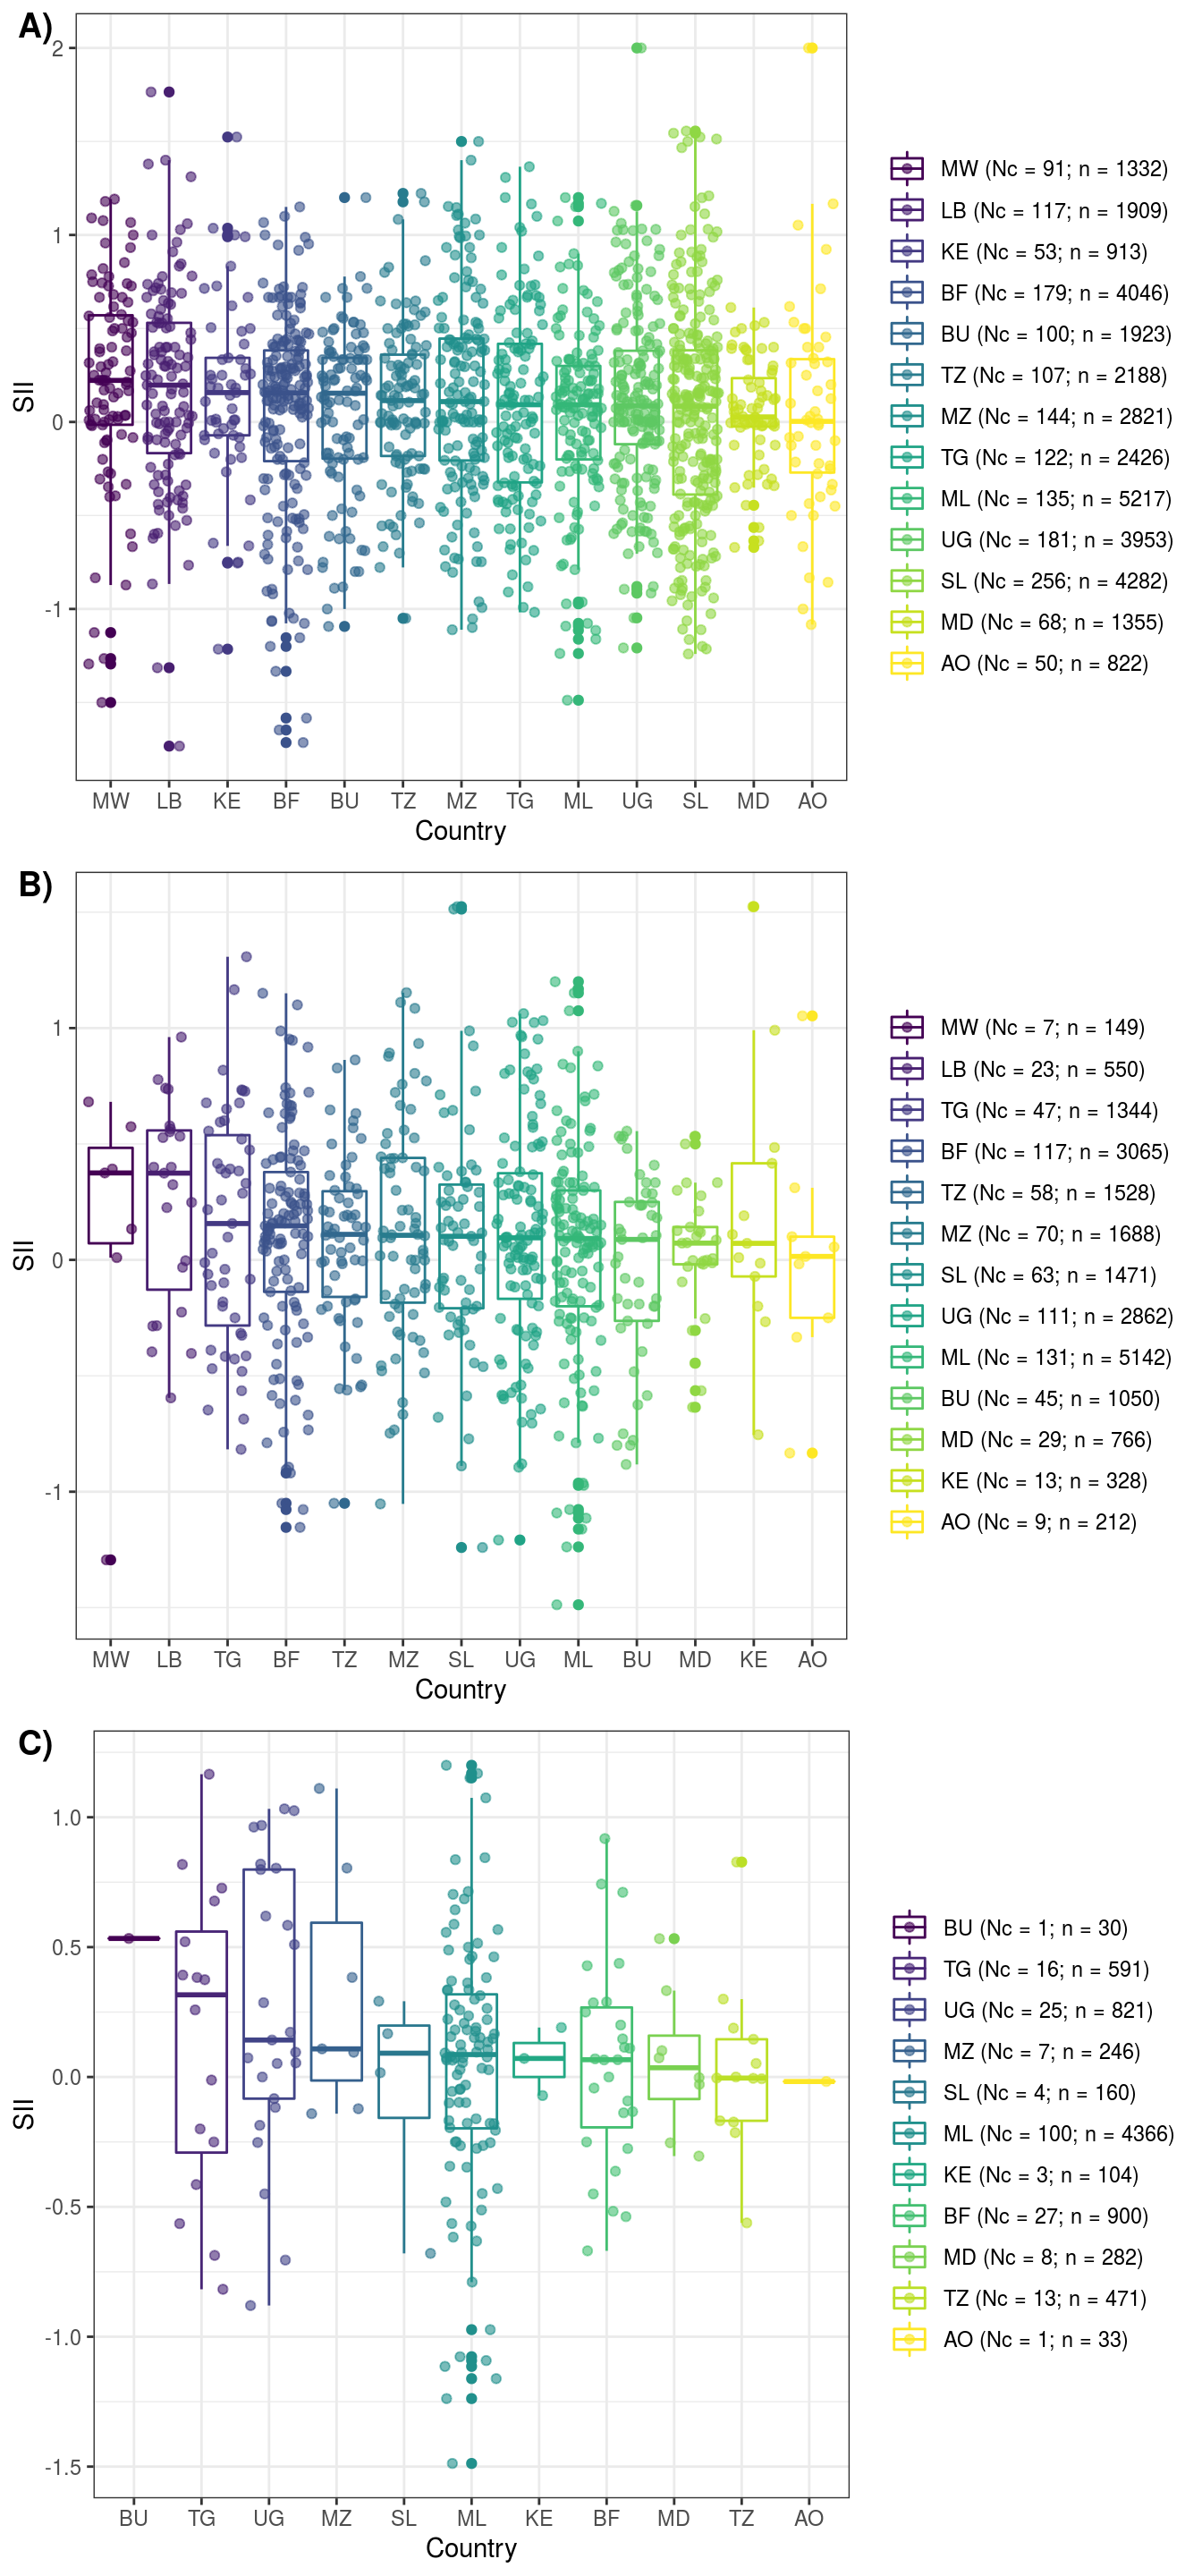 A)
2
1
0
-1
SII
MW LB KE BF BU TZ MZ TG ML UG SL MD AO
Country
MW (Nc = 91; n = 1332)
LB (Nc = 117; n = 1909)
KE (Nc = 53; n = 913)
BF (Nc = 179; n = 4046)
BU (Nc = 100; n = 1923)
TZ (Nc = 107; n = 2188)
MZ (Nc = 144; n = 2821)
TG (Nc = 122; n = 2426)
ML (Nc = 135; n = 5217)
UG (Nc = 181; n = 3953)
SL (Nc = 256; n = 4282)
MD (Nc = 68; n = 1355)
AO (Nc = 50; n = 822)
B)
1
0
-1
SII
MW LB TG BF TZ MZ SL UG ML BU MD KE AO
Country
MW (Nc = 7; n = 149)
LB (Nc = 23; n = 550)
TG (Nc = 47; n = 1344)
BF (Nc = 117; n = 3065)
TZ (Nc = 58; n = 1528)
MZ (Nc = 70; n = 1688)
SL (Nc = 63; n = 1471)
UG (Nc = 111; n = 2862)
ML (Nc = 131; n = 5142)
BU (Nc = 45; n = 1050)
MD (Nc = 29; n = 766)
KE (Nc = 13; n = 328)
AO (Nc = 9; n = 212)
C)
1.0
0.5
0.0
-0.5
-1.0
-1.5
SII
BU TG UG MZ SL ML KE BF MD TZ AO
Country
BU (Nc = 1; n = 30)
TG (Nc = 16; n = 591)
UG (Nc = 25; n = 821)
MZ (Nc = 7; n = 246)
SL (Nc = 4; n = 160)
ML (Nc = 100; n = 4366)
KE (Nc = 3; n = 104)
BF (Nc = 27; n = 900)
MD (Nc = 8; n = 282)
TZ (Nc = 13; n = 471)
AO (Nc = 1; n = 33)